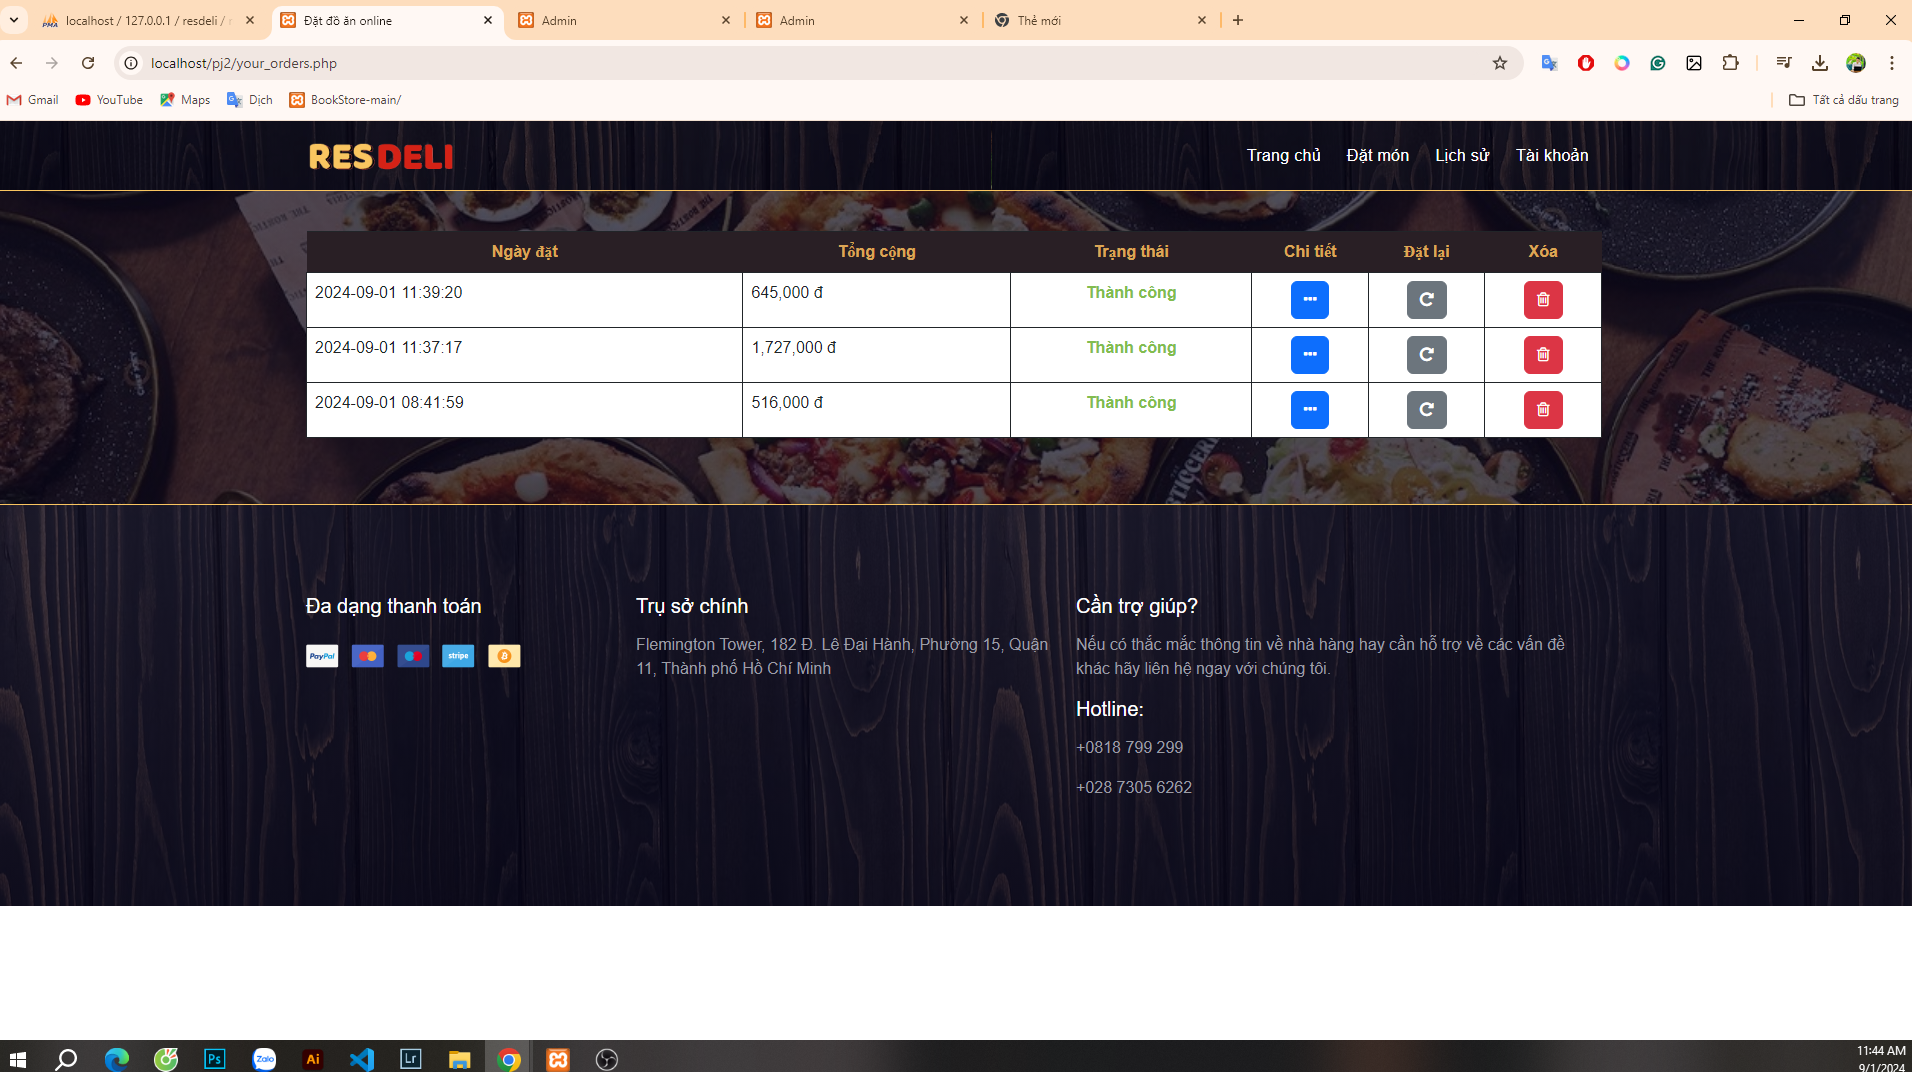 localhost / 127.0.0.1 / resdeli /
Đặt đồ ăn online
Admin
Admin
Thẻ mới
localhost/pj2/your_orders.php
Gmail
YouTube
Maps
Dịch
BookStore-main/
Tất cả dấu trang
RESDELI
Trang chủ
Đặt món
Lịch sử
Tài khoản
Ngày đặt Tổng cộng Trạng thái Chi tiết Đặt lại Xóa
2024-09-01 11:39:20 645,000 đ Thành công
2024-09-01 11:37:17 1,727,000 đ Thành công
2024-09-01 08:41:59 516,000 đ Thành công
Đa dạng thanh toán
PayPal
stripe
Trụ sở chính
Flemington Tower, 182 Đ. Lê Đại Hành, Phường 15, Quận
11, Thành phố Hồ Chí Minh
Cần trợ giúp?
Nếu có thắc mắc thông tin về nhà hàng hay cần hỗ trợ về các vấn đề
khác hãy liên hệ ngay với chúng tôi.
Hotline:
+0818 799 299
+028 7305 6262
Ps
Zalo
Ai
Lr
11:44 AM
9/1/2024